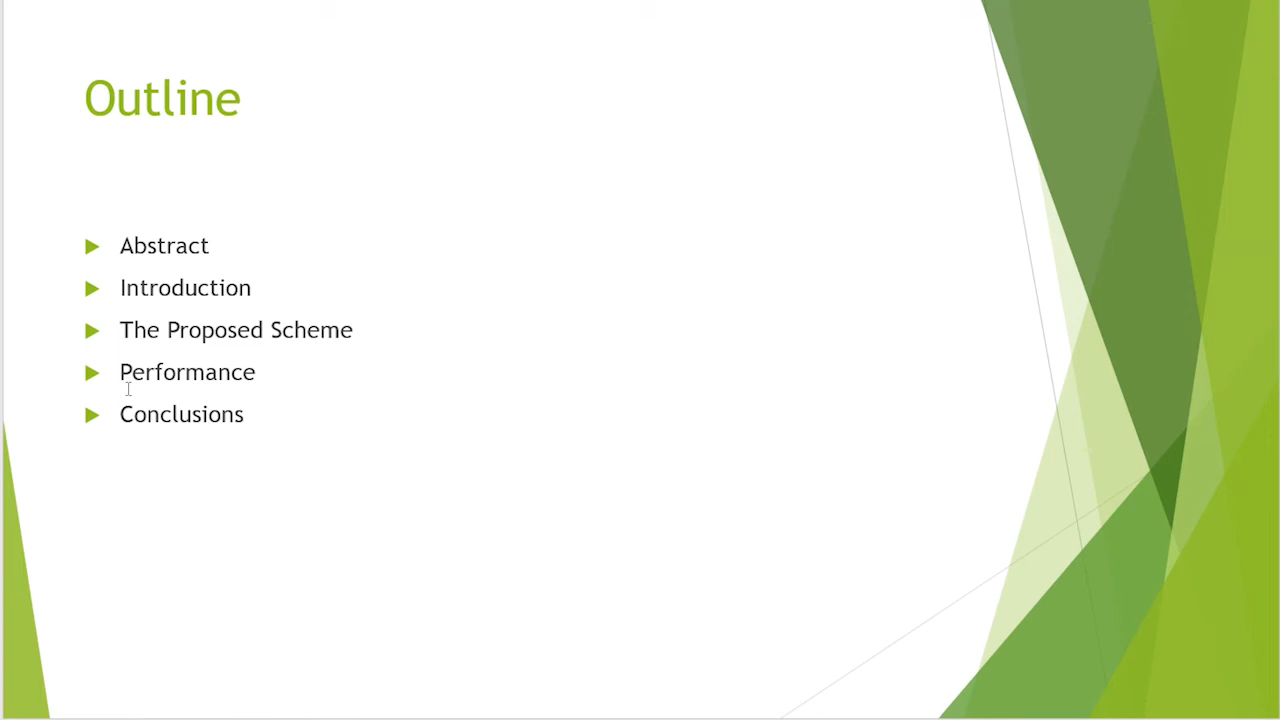 Outline
Abstract
Introduction
The Proposed Scheme
Performance
Conclusions